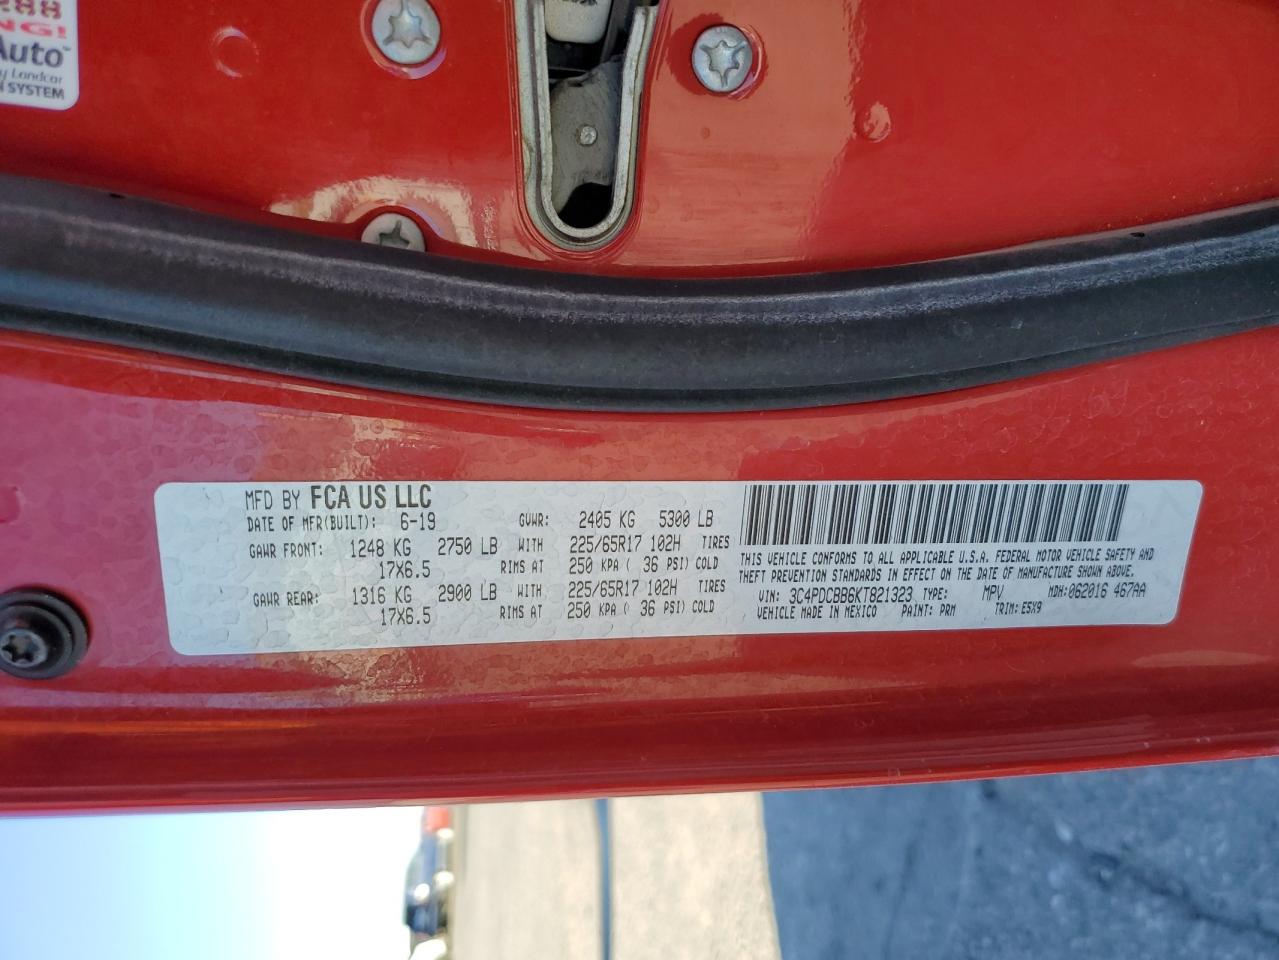 NG!
Auto™
y Landcar
SYSTEM
MFD BY FCA US LLC
DATE OF MFR(BUILT): 6-19 GVWR: 2405 KG 5300 LB
GAWR FRONT: 1248 KG 2750 LB WITH 225/65R17 102H TIRES
17X6.5 RIMS AT 250 KPA ( 36 PSI) COLD
GAWR REAR: 1316 KG 2900 LB WITH 225/65R17 102H TIRES
17X6.5 RIMS AT 250 KPA ( 36 PSI) COLD
THIS VEHICLE CONFORMS TO ALL APPLICABLE U.S.A. FEDERAL MOTOR VEHICLE SAFETY AND
THEFT PREVENTION STANDARDS IN EFFECT ON THE DATE OF MANUFACTURE SHOWN ABOVE.
VIN: 3C4PDCBB6KT821323 TYPE: MPV MDH:062016 467AA
VEHICLE MADE IN MEXICO PAINT: PRM TRIM: E5X9